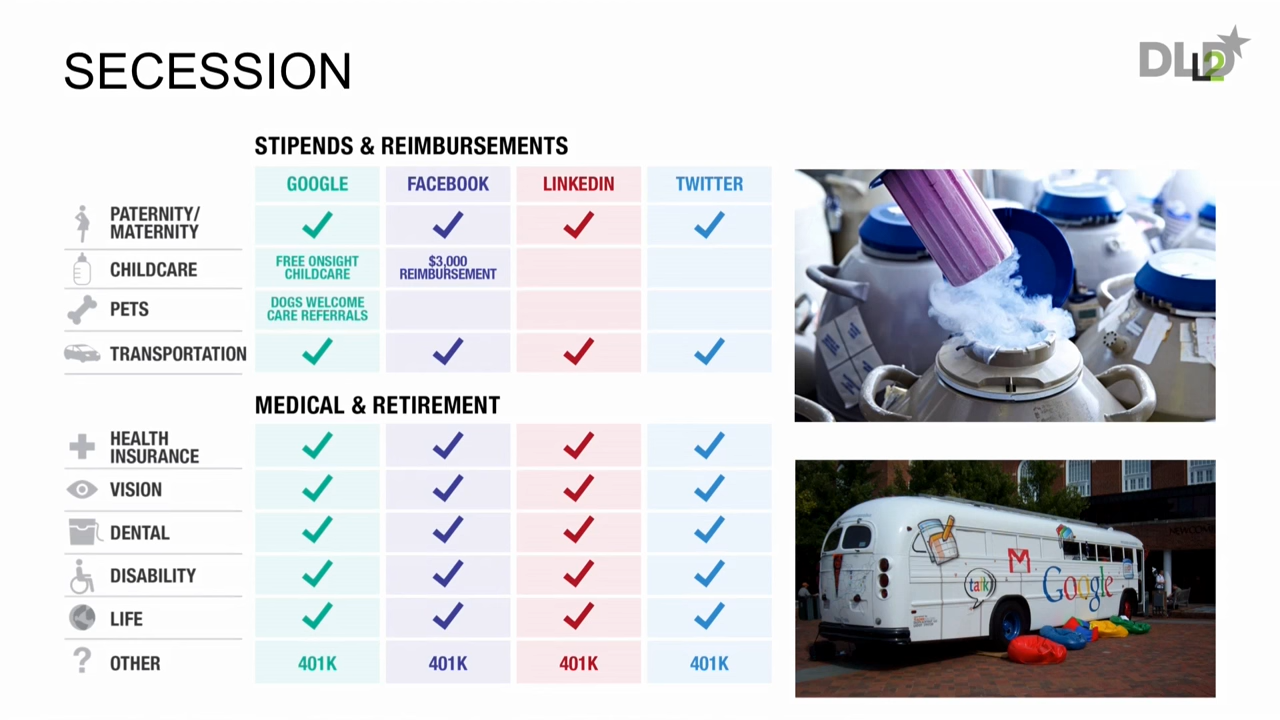 SECESSION
DLD
L2
STIPENDS & REIMBURSEMENTS
GOOGLE FACEBOOK LINKEDIN TWITTER
PATERNITY/
MATERNITY
CHILDCARE
FREE ONSIGHT
CHILDCARE
$3,000
REIMBURSEMENT
PETS
DOGS WELCOME
CARE REFERRALS
TRANSPORTATION
MEDICAL & RETIREMENT
HEALTH
INSURANCE
VISION
DENTAL
DISABILITY
LIFE
OTHER 401K 401K 401K 401K
talk
Google